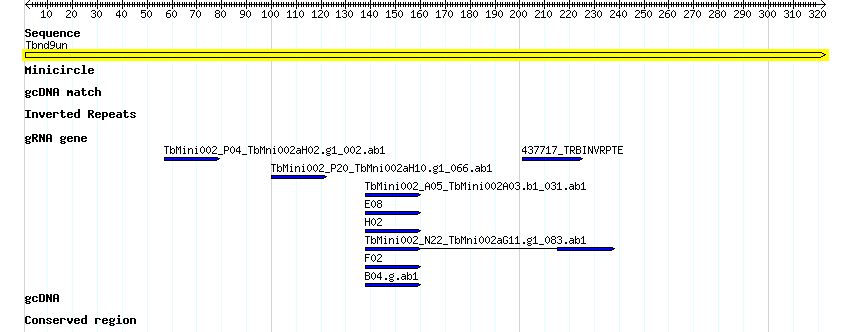 10 20 30 40 50 60 70 80 90 100 110 120 130 140 150 160 170 180 190 200 210 220 230 240 250 260 270 280 290 300 310 320
Sequence
Tbnd9un
Minicircle
gcDNA match
Inverted Repeats
gRNA gene
TbMini002_P04_TbMni002aH02.g1_002.ab1 437717_TRBINVRPTE
TbMini002_P20_TbMni002aH10.g1_066.ab1
TbMini002_A05_TbMini002A03.b1_031.ab1
E08
H02
TbMini002_N22_TbMni002aG11.g1_083.ab1
F02
B04.g.ab1
gcDNA
Conserved region